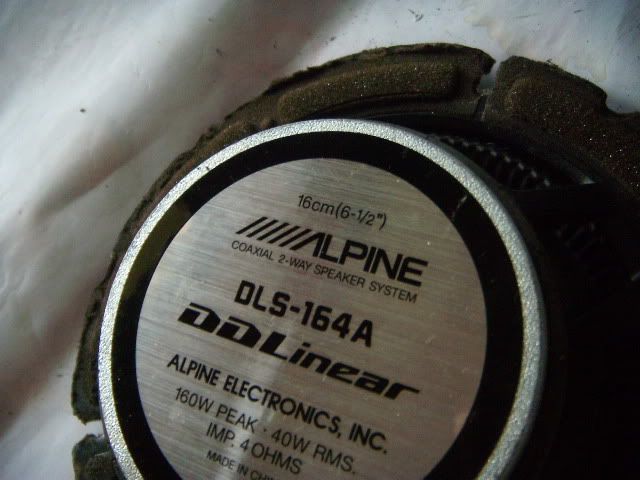 16cm(6-1/2")
ALPINE
COAXIAL 2-WAY SPEAKER SYSTEM
DLS-164A
DDLinear
ALPINE ELECTRONICS, INC.
160W PEAK · 40W RMS.
IMP. 4 OHMS
MADE IN